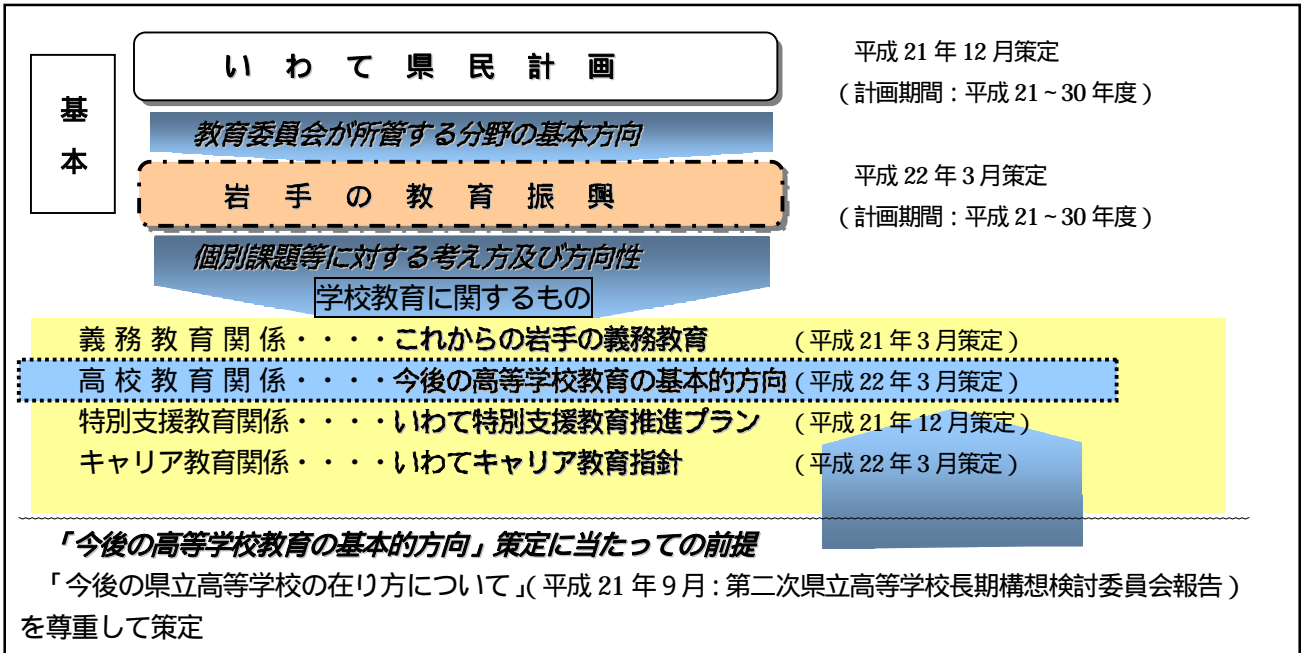 基本
いわて県民計画
平成21年12月策定
(計画期間:平成21~30年度)
教育委員会が所管する分野の基本方向
岩手の教育振興
平成22年3月策定
(計画期間:平成21~30年度)
個別課題等に対する考え方及び方向性
学校教育に関するもの
義務教育関係・・・・これからの岩手の義務教育 (平成21年3月策定)
高校教育関係・・・・今後の高等学校教育の基本的方向(平成22年3月策定)
特別支援教育関係・・・・いわて特別支援教育推進プラン (平成21年12月策定)
キャリア教育関係・・・・いわてキャリア教育指針 (平成22年3月策定)
「今後の高等学校教育の基本的方向」策定に当たっての前提
「今後の県立高等学校の在り方について」(平成21年9月:第二次県立高等学校長期構想検討委員会報告)
を尊重して策定